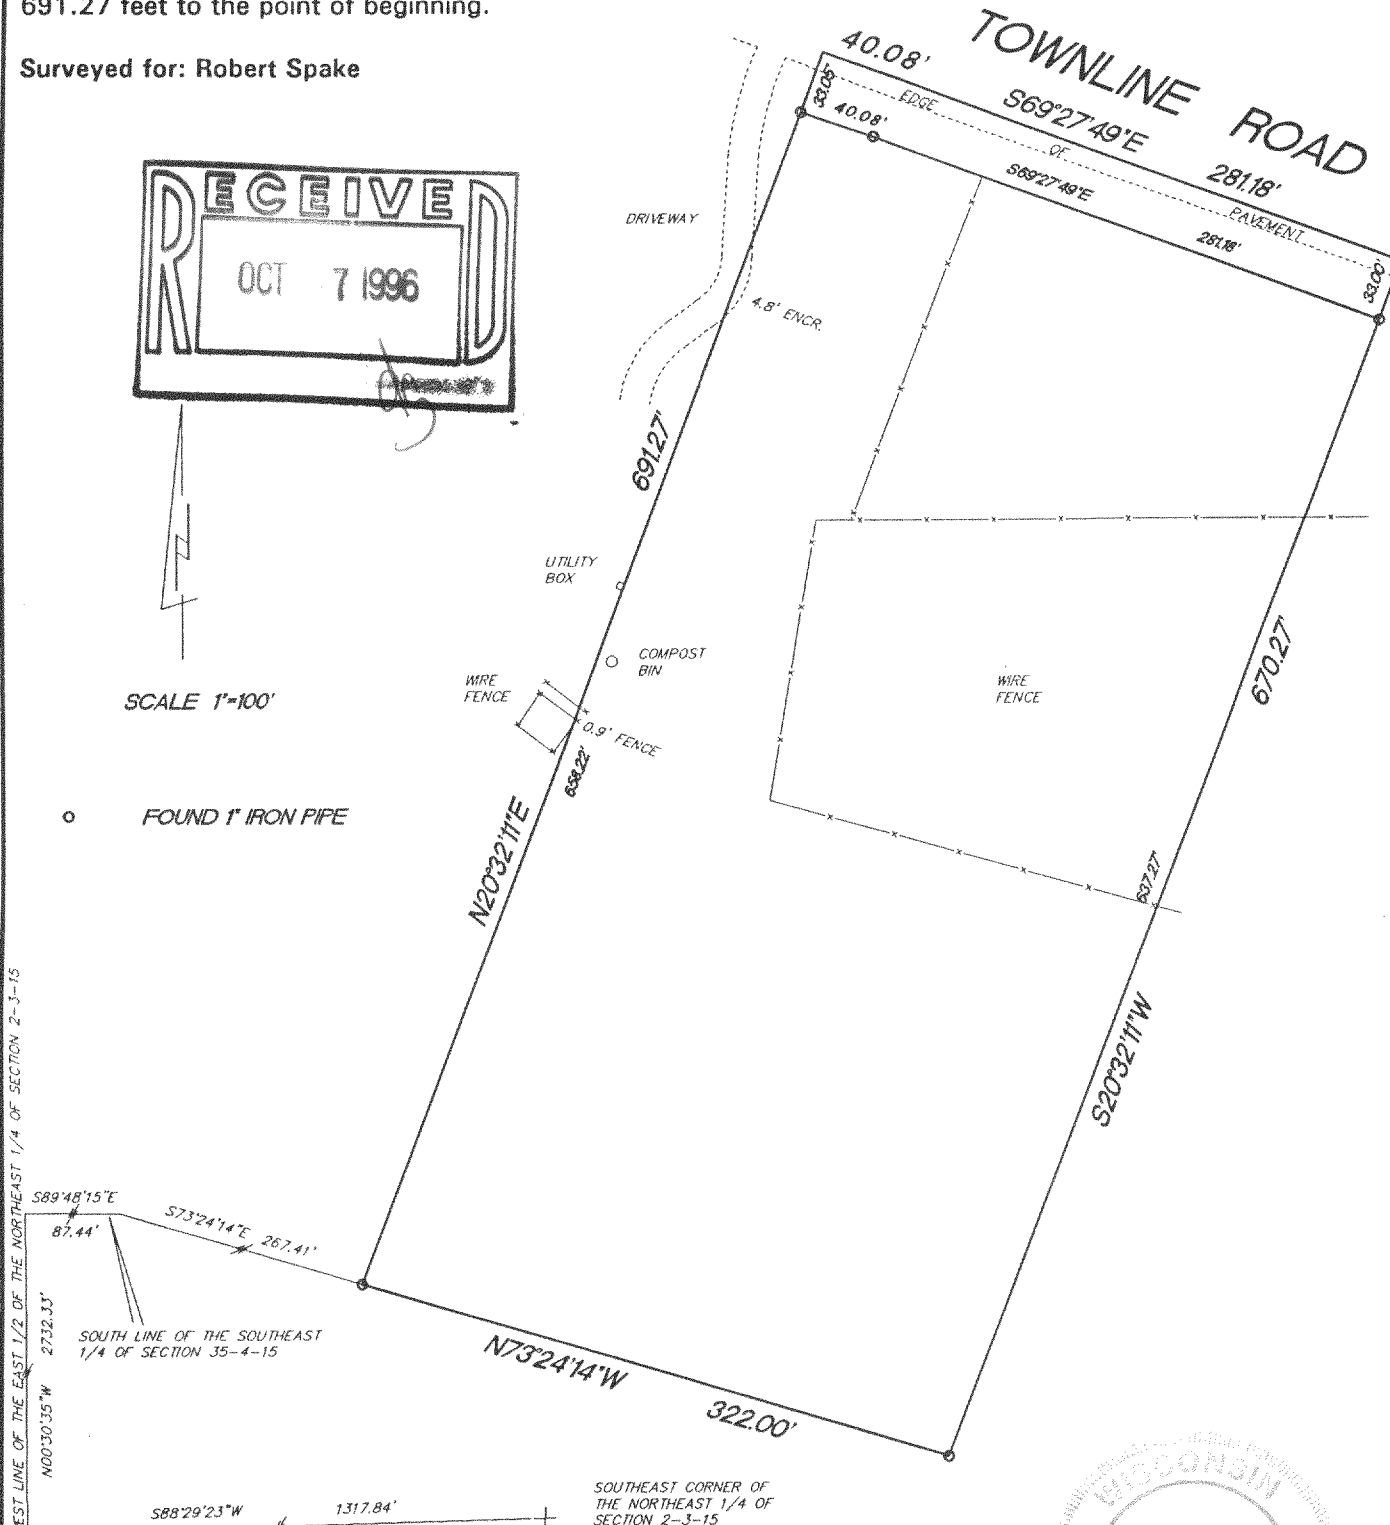 691.27 feet to the point of beginning.
Surveyed for: Robert Spake
TOWNLINE ROAD
40.08'
S69°27'49"E
281.18'
33.05'
40.08'
EDGE
OF
PAVEMENT
S69°27'49"E
281.18'
33.00'
RECEIVED
OCT 7 1996
DRIVEWAY
4.8' ENCR.
691.27'
UTILITY
BOX
COMPOST
BIN
WIRE
FENCE
0.9' FENCE
658.22'
WIRE
FENCE
670.27'
SCALE 1"=100'
FOUND 1" IRON PIPE
N20°32'11"E
637.27'
S20°32'11"W
S89°48'15"E
87.44'
S73°24'14"E 267.41'
SOUTH LINE OF THE SOUTHEAST
1/4 OF SECTION 35-4-15
N73°24'14"W
322.00'
EST LINE OF THE EAST 1/2 OF THE NORTHEAST 1/4 OF SECTION 2-3-15
N00°30'35"W 2732.33'
S88°29'23"W 1317.84'
SOUTHEAST CORNER OF
THE NORTHEAST 1/4 OF
SECTION 2-3-15
WISCONSIN